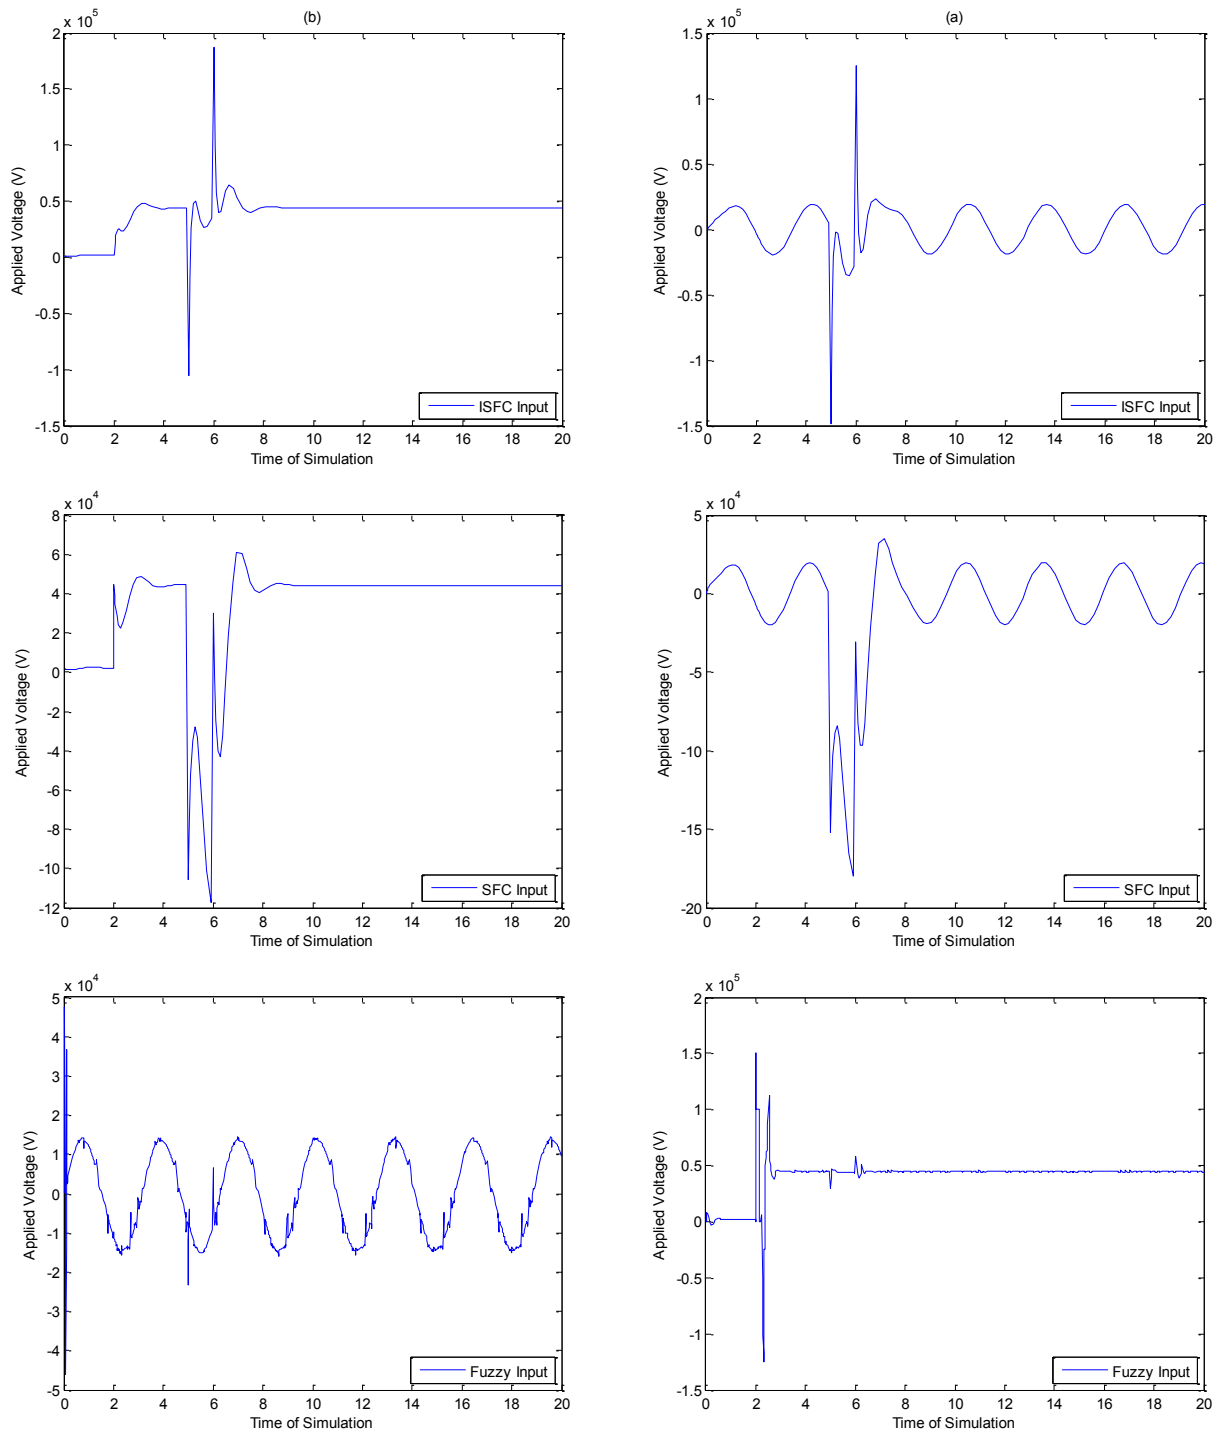 (b)
x 10^5
2
1.5
1
0.5
0
-0.5
-1
-1.5
Applied Voltage (V)
0 2 4 6 8 10 12 14 16 18 20
Time of Simulation
ISFC Input
(a)
x 10^5
1.5
1
0.5
0
-0.5
-1
-1.5
Applied Voltage (V)
0 2 4 6 8 10 12 14 16 18 20
Time of Simulation
ISFC Input
x 10^4
8
6
4
2
0
-2
-4
-6
-8
-10
-12
Applied Voltage (V)
0 2 4 6 8 10 12 14 16 18 20
Time of Simulation
SFC Input
x 10^4
5
0
-5
-10
-15
-20
Applied Voltage (V)
0 2 4 6 8 10 12 14 16 18 20
Time of Simulation
SFC Input
x 10^4
5
4
3
2
1
0
-1
-2
-3
-4
-5
Applied Voltage (V)
0 2 4 6 8 10 12 14 16 18 20
Time of Simulation
Fuzzy Input
x 10^5
2
1.5
1
0.5
0
-0.5
-1
-1.5
Applied Voltage (V)
0 2 4 6 8 10 12 14 16 18 20
Time of Simulation
Fuzzy Input